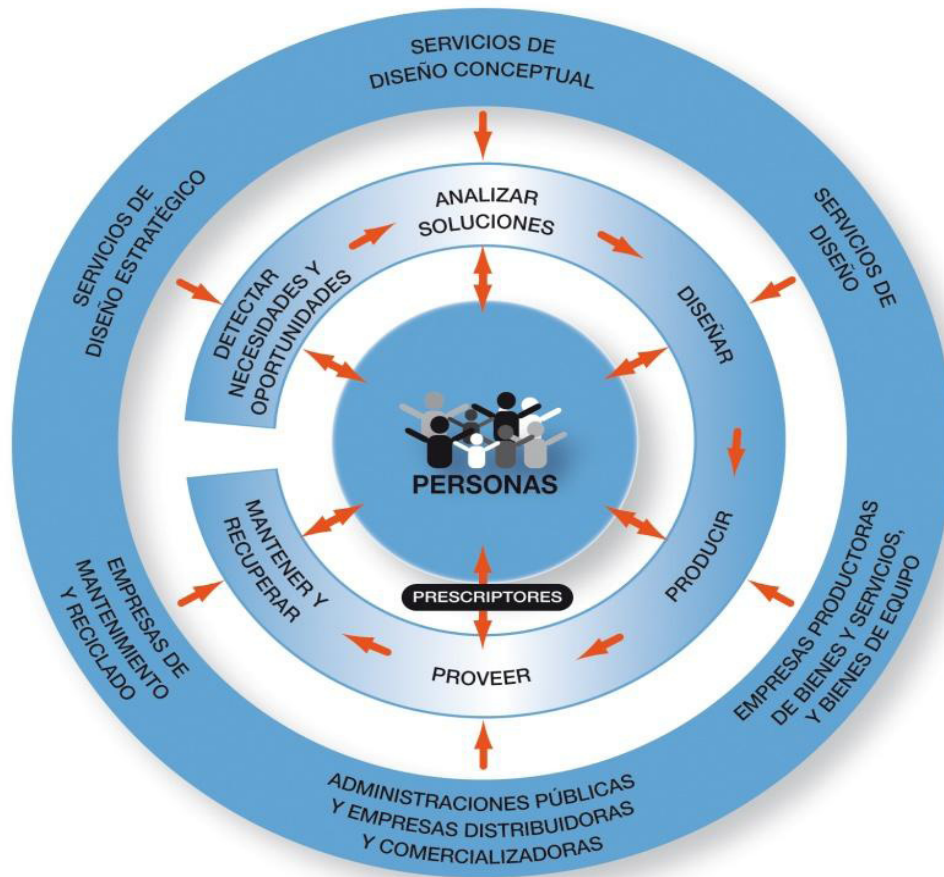 SERVICIOS DE
DISEÑO CONCEPTUAL
SERVICIOS DE
DISEÑO ESTRATÉGICO
SERVICIOS DE
DISEÑO
ANALIZAR
SOLUCIONES
DETECTAR
NECESIDADES Y
OPORTUNIDADES
DISEÑAR
PERSONAS
PRODUCIR
MANTENER Y
RECUPERAR
PRESCRIPTORES
PROVEER
EMPRESAS DE
MANTENIMIENTO
Y RECICLADO
EMPRESAS PRODUCTORAS
DE BIENES Y SERVICIOS,
Y BIENES DE EQUIPO
ADMINISTRACIONES PÚBLICAS
Y EMPRESAS DISTRIBUIDORAS
Y COMERCIALIZADORAS